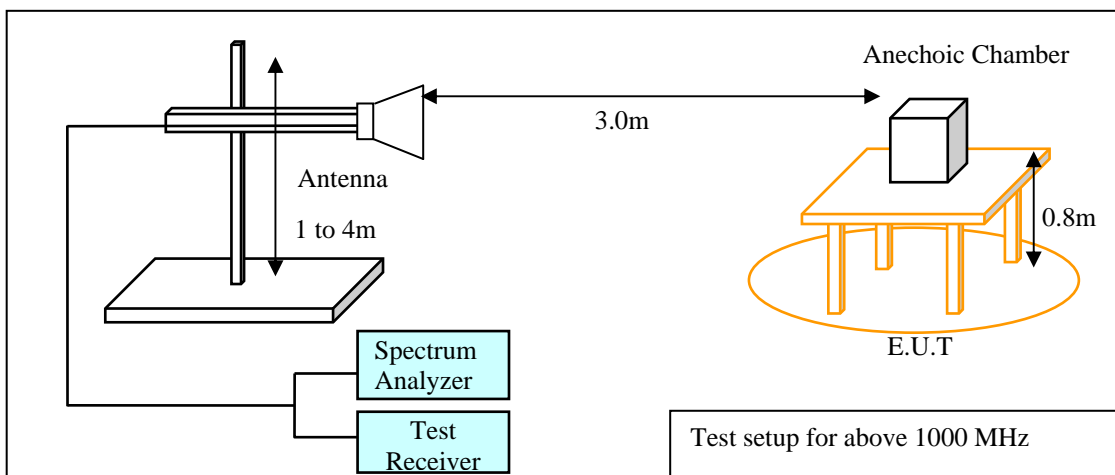 Anechoic Chamber
3.0m
Antenna
1 to 4m
0.8m
E.U.T
Spectrum
Analyzer
Test
Receiver
Test setup for above 1000 MHz